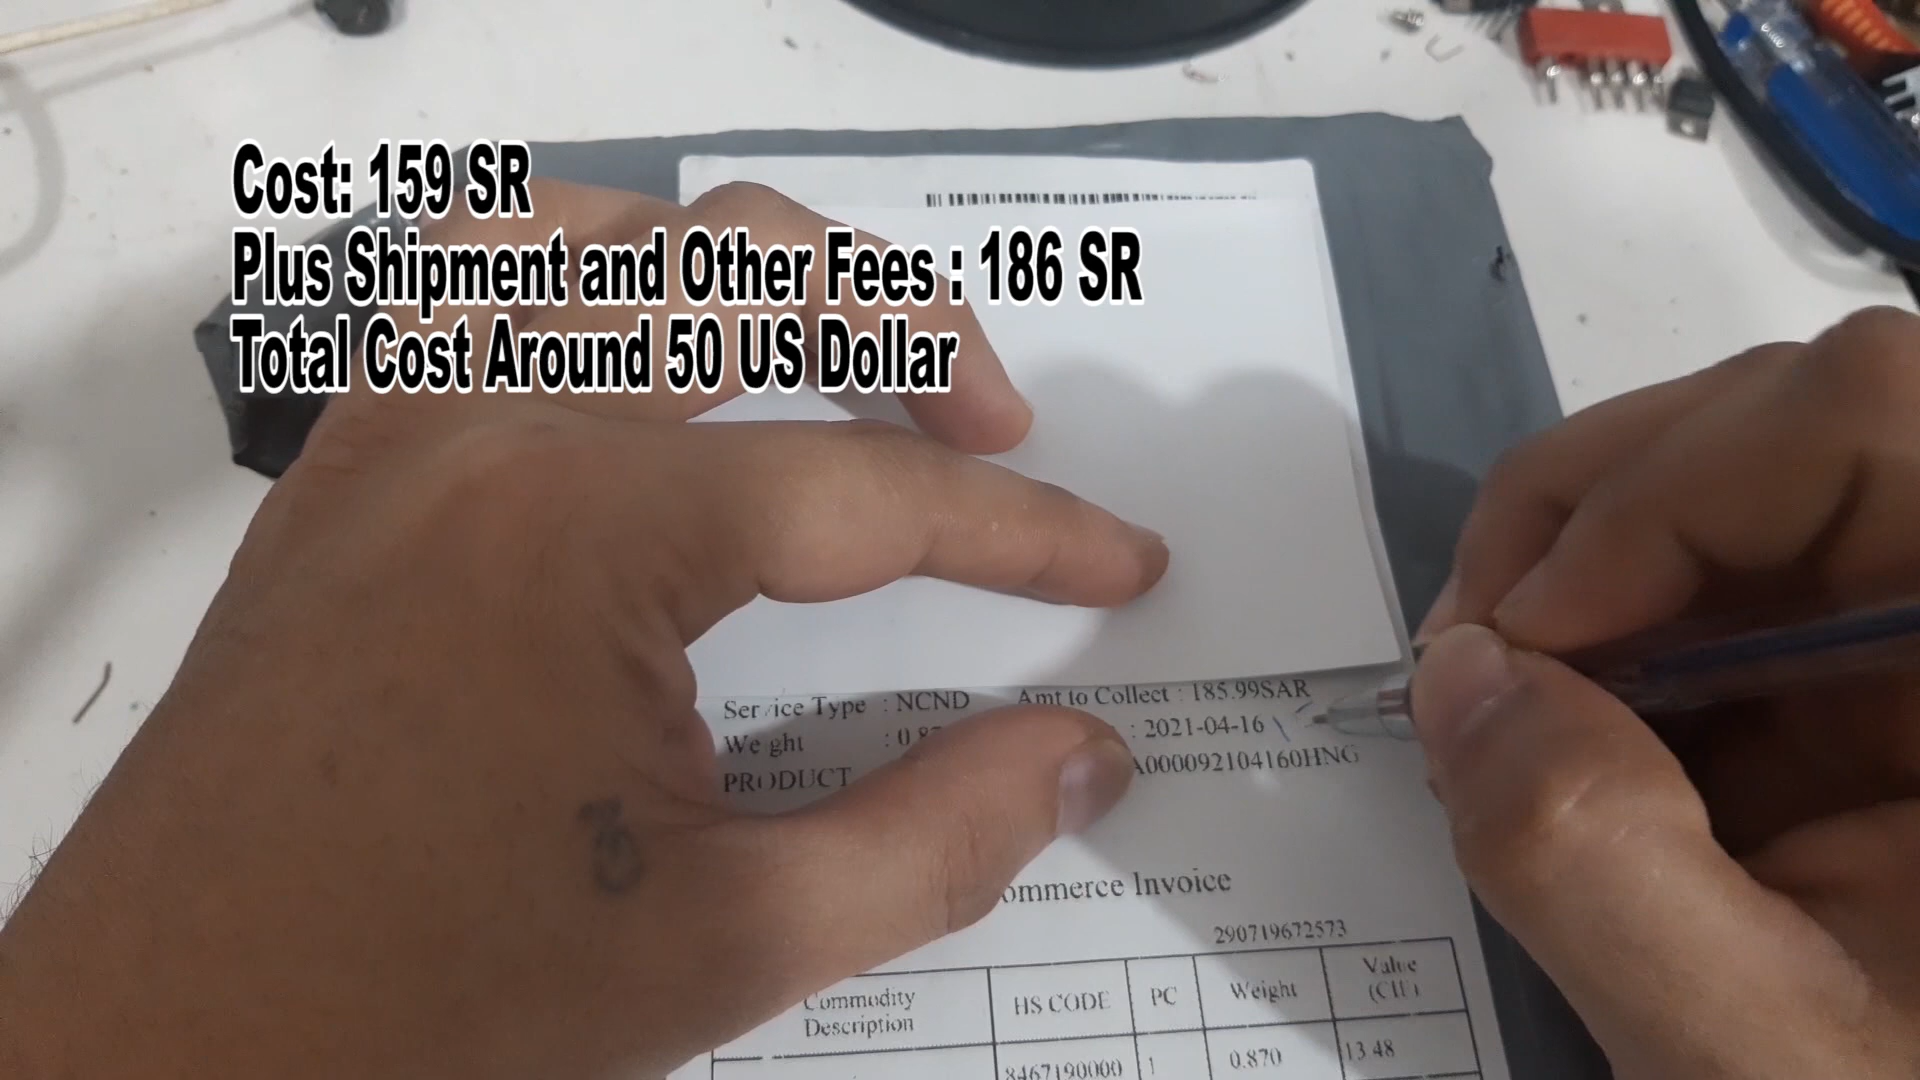 Cost: 159 SR
Plus Shipment and Other Fees : 186 SR
Total Cost Around 50 US Dollar
Service Type : NCND Amt to Collect : 185.99SAR
Weight : 0.87 : 2021-04-16
PRODUCT A000092104160HNG
ommerce Invoice
290719672573
Commodity Description HS CODE PC Weight Value (CIF)
8467190000 1 0.870 13.48